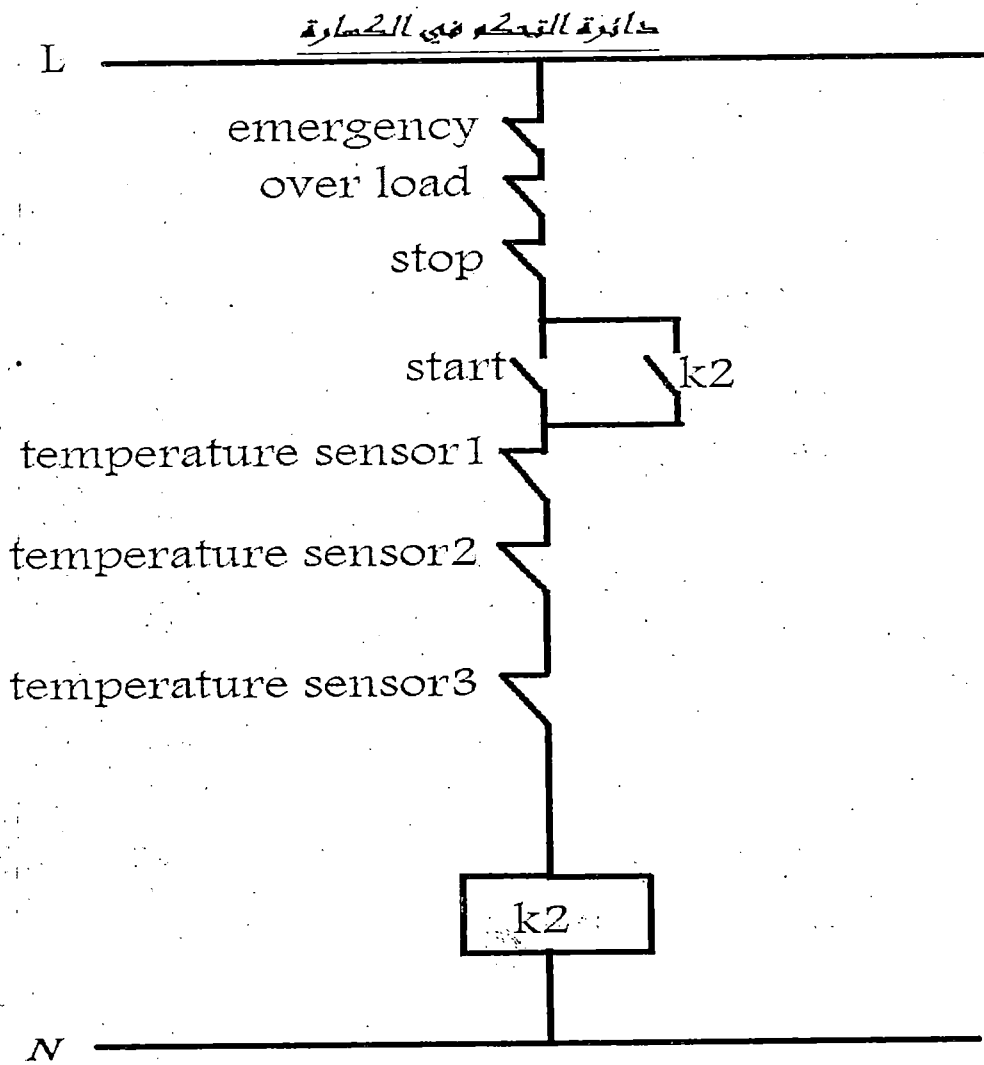 دائرة التحكم في الكسارة
L
emergency
over load
stop
start
k2
temperature sensor1
temperature sensor2
temperature sensor3
k2
N